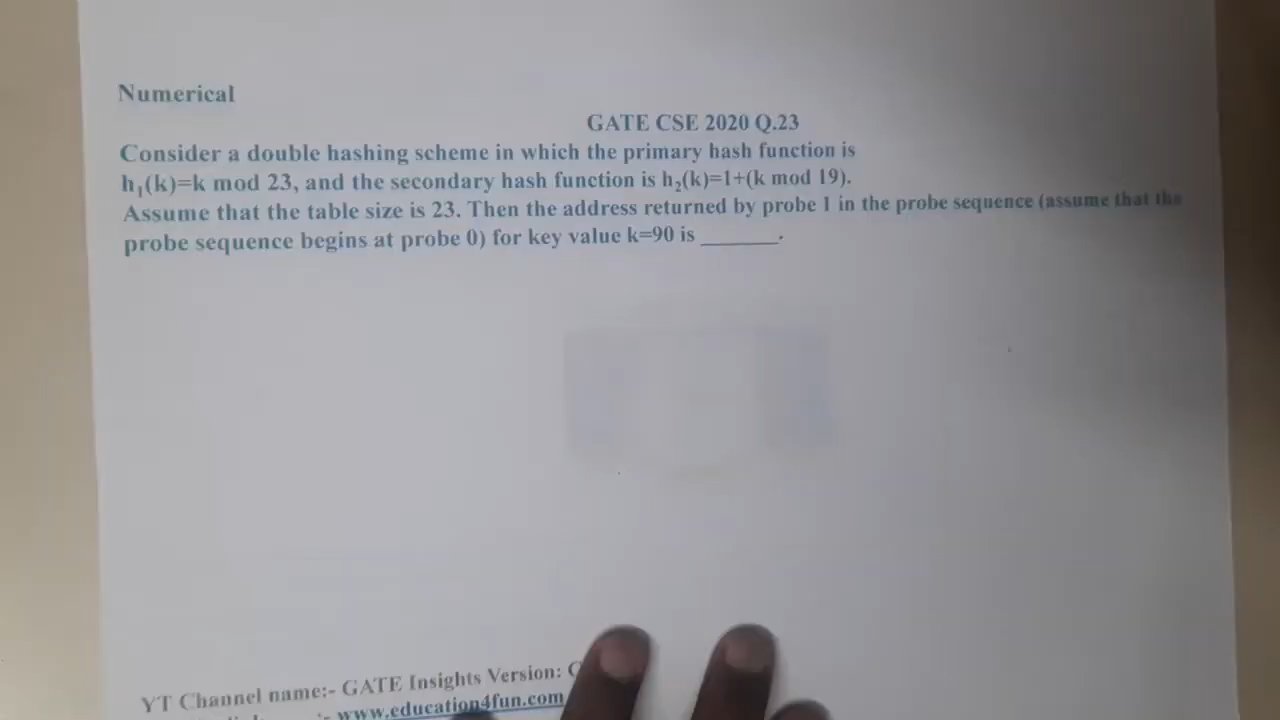 Numerical
GATE CSE 2020 Q.23
Consider a double hashing scheme in which the primary hash function is
h₁(k)=k mod 23, and the secondary hash function is h₂(k)=1+(k mod 19).
Assume that the table size is 23. Then the address returned by probe 1 in the probe sequence (assume that the
probe sequence begins at probe 0) for key value k=90 is _______.
YT Channel name:- GATE Insights Version:
www.education4fun.com